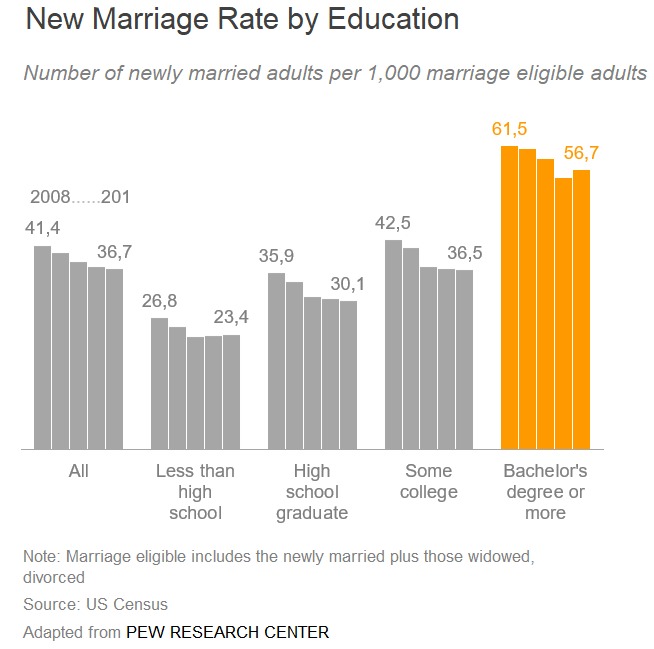 New Marriage Rate by Education
Number of newly married adults per 1,000 marriage eligible adults
61,5
56,7
2008......201
42,5
41,4
36,7
35,9
36,5
30,1
26,8
23,4
All
Less than
high
school
High
school
graduate
Some
college
Bachelor's
degree or
more
Note: Marriage eligible includes the newly married plus those widowed,
divorced
Source: US Census
Adapted from PEW RESEARCH CENTER